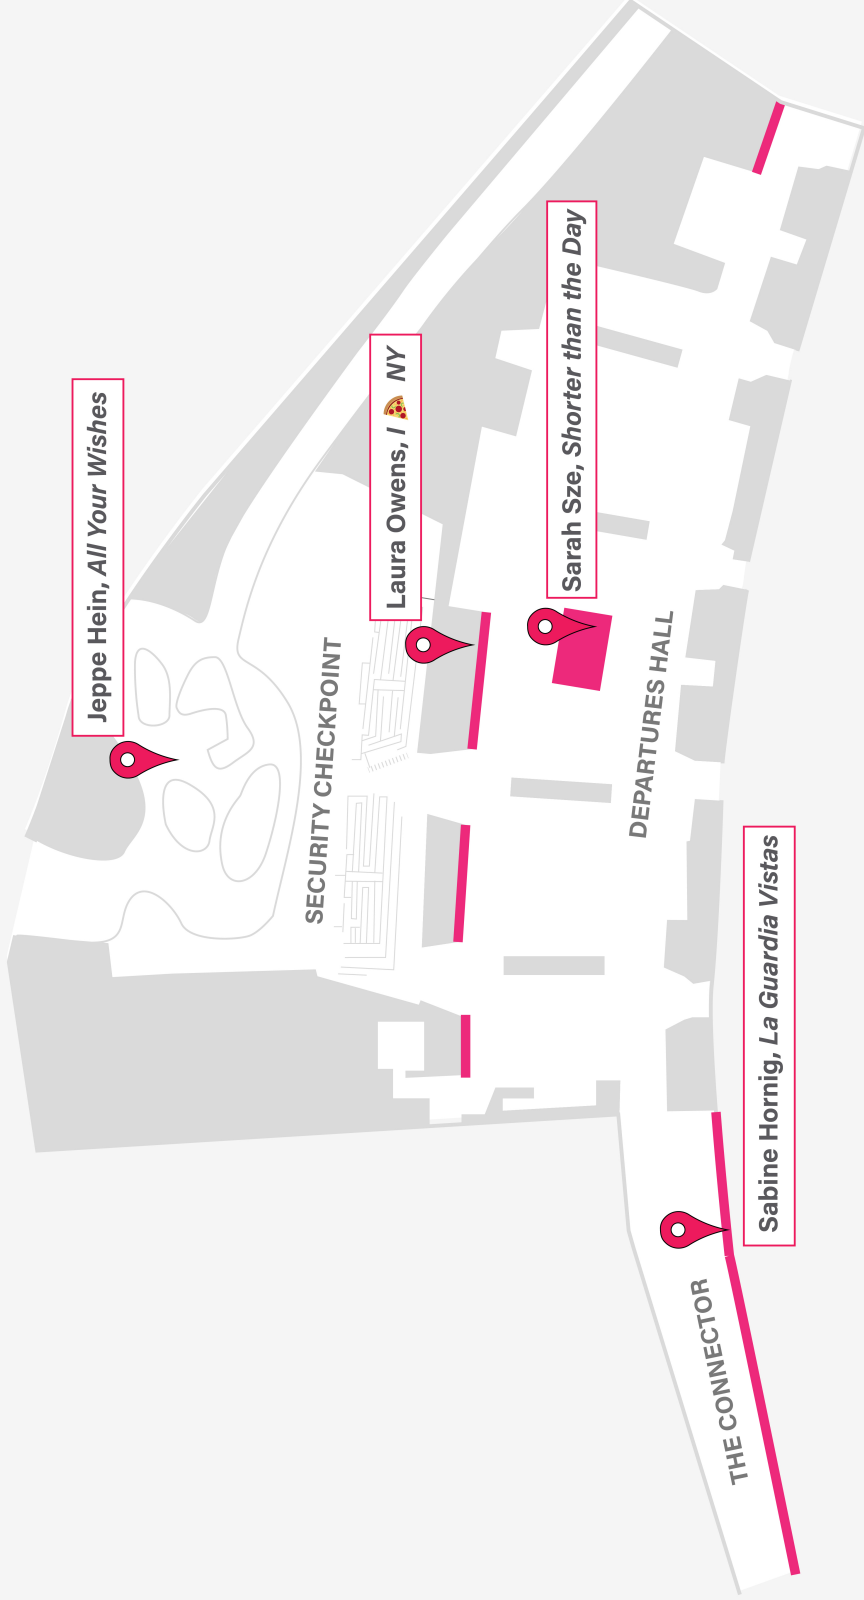 Jeppe Hein, All Your Wishes
SECURITY CHECKPOINT
Laura Owens, I 🍕 NY
Sarah Sze, Shorter than the Day
DEPARTURES HALL
THE CONNECTOR
Sabine Hornig, La Guardia Vistas